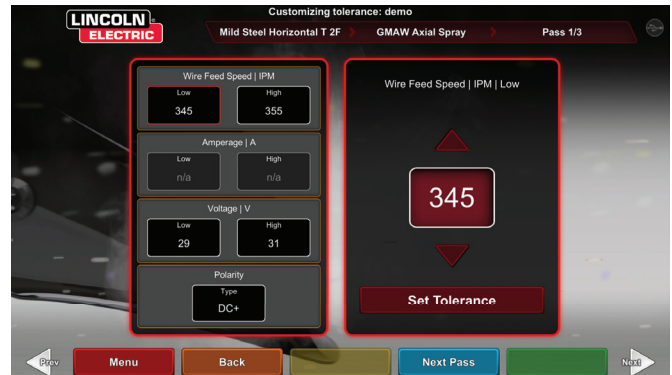 Customizing tolerance: demo
LINCOLN
ELECTRIC
Mild Steel Horizontal T 2F
GMAW Axial Spray
Pass 1/3
Wire Feed Speed | IPM
Low
High
345
355
Amperage | A
Low
High
n/a
n/a
Voltage | V
Low
High
29
31
Polarity
Type
DC+
Wire Feed Speed | IPM | Low
345
Set Tolerance
Prev
Menu
Back
Next Pass
Next